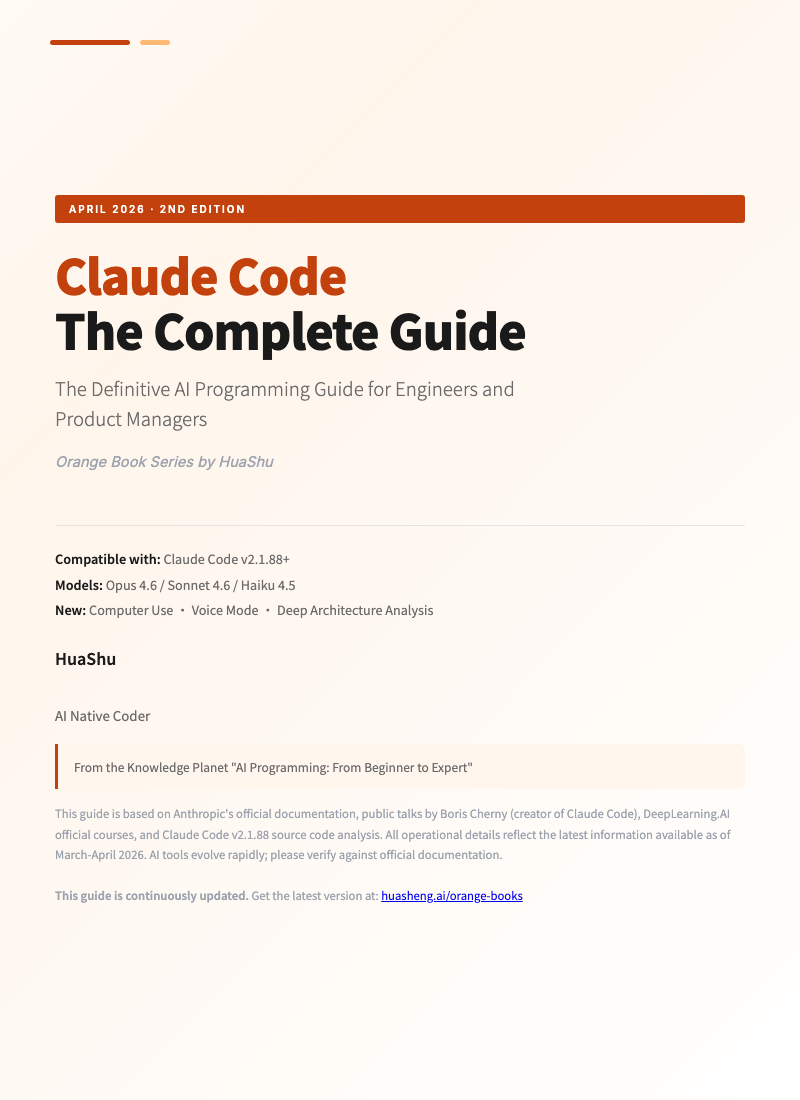 APRIL 2026 · 2ND EDITION
Claude Code
The Complete Guide
The Definitive AI Programming Guide for Engineers and
Product Managers
Orange Book Series by HuaShu
Compatible with: Claude Code v2.1.88+
Models: Opus 4.6 / Sonnet 4.6 / Haiku 4.5
New: Computer Use · Voice Mode · Deep Architecture Analysis
HuaShu
AI Native Coder
From the Knowledge Planet "AI Programming: From Beginner to Expert"
This guide is based on Anthropic's official documentation, public talks by Boris Cherny (creator of Claude Code), DeepLearning.AI
official courses, and Claude Code v2.1.88 source code analysis. All operational details reflect the latest information available as of
March-April 2026. AI tools evolve rapidly; please verify against official documentation.
This guide is continuously updated. Get the latest version at: huasheng.ai/orange-books